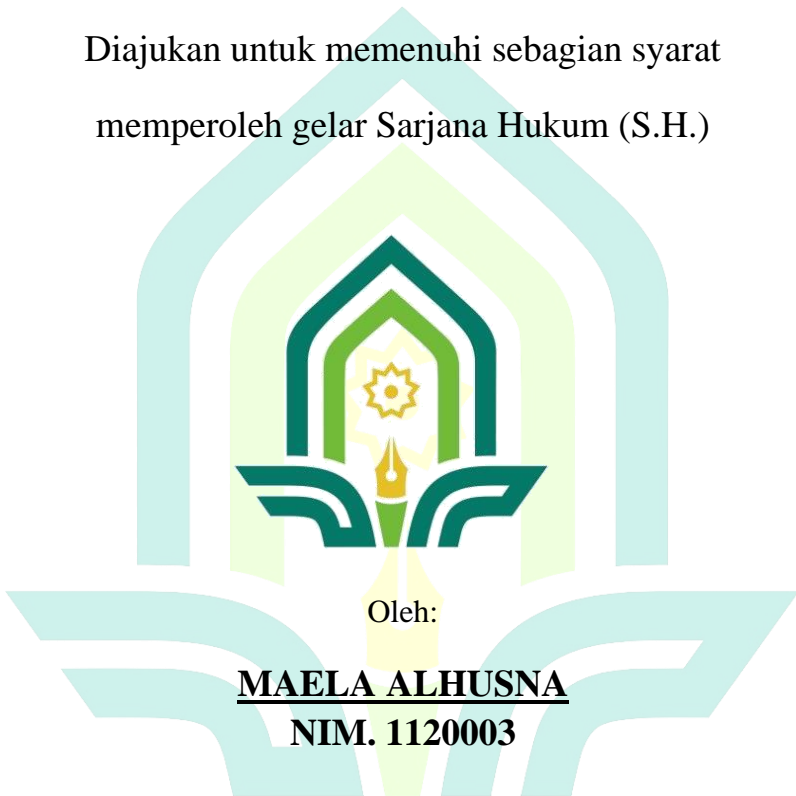 Diajukan untuk memenuhi sebagian syarat
memperoleh gelar Sarjana Hukum (S.H.)
Oleh:
MAELA ALHUSNA
NIM. 1120003